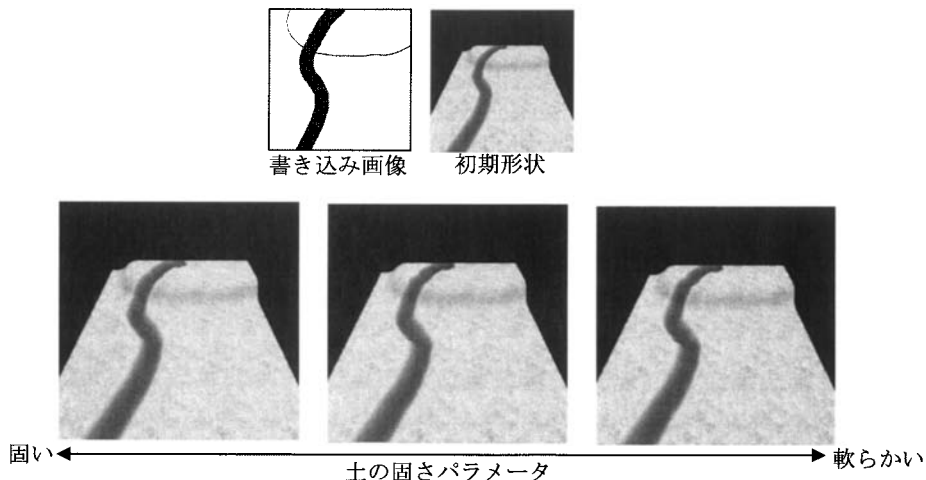 書き込み画像
初期形状
固い
土の固さパラメータ
軟らかい